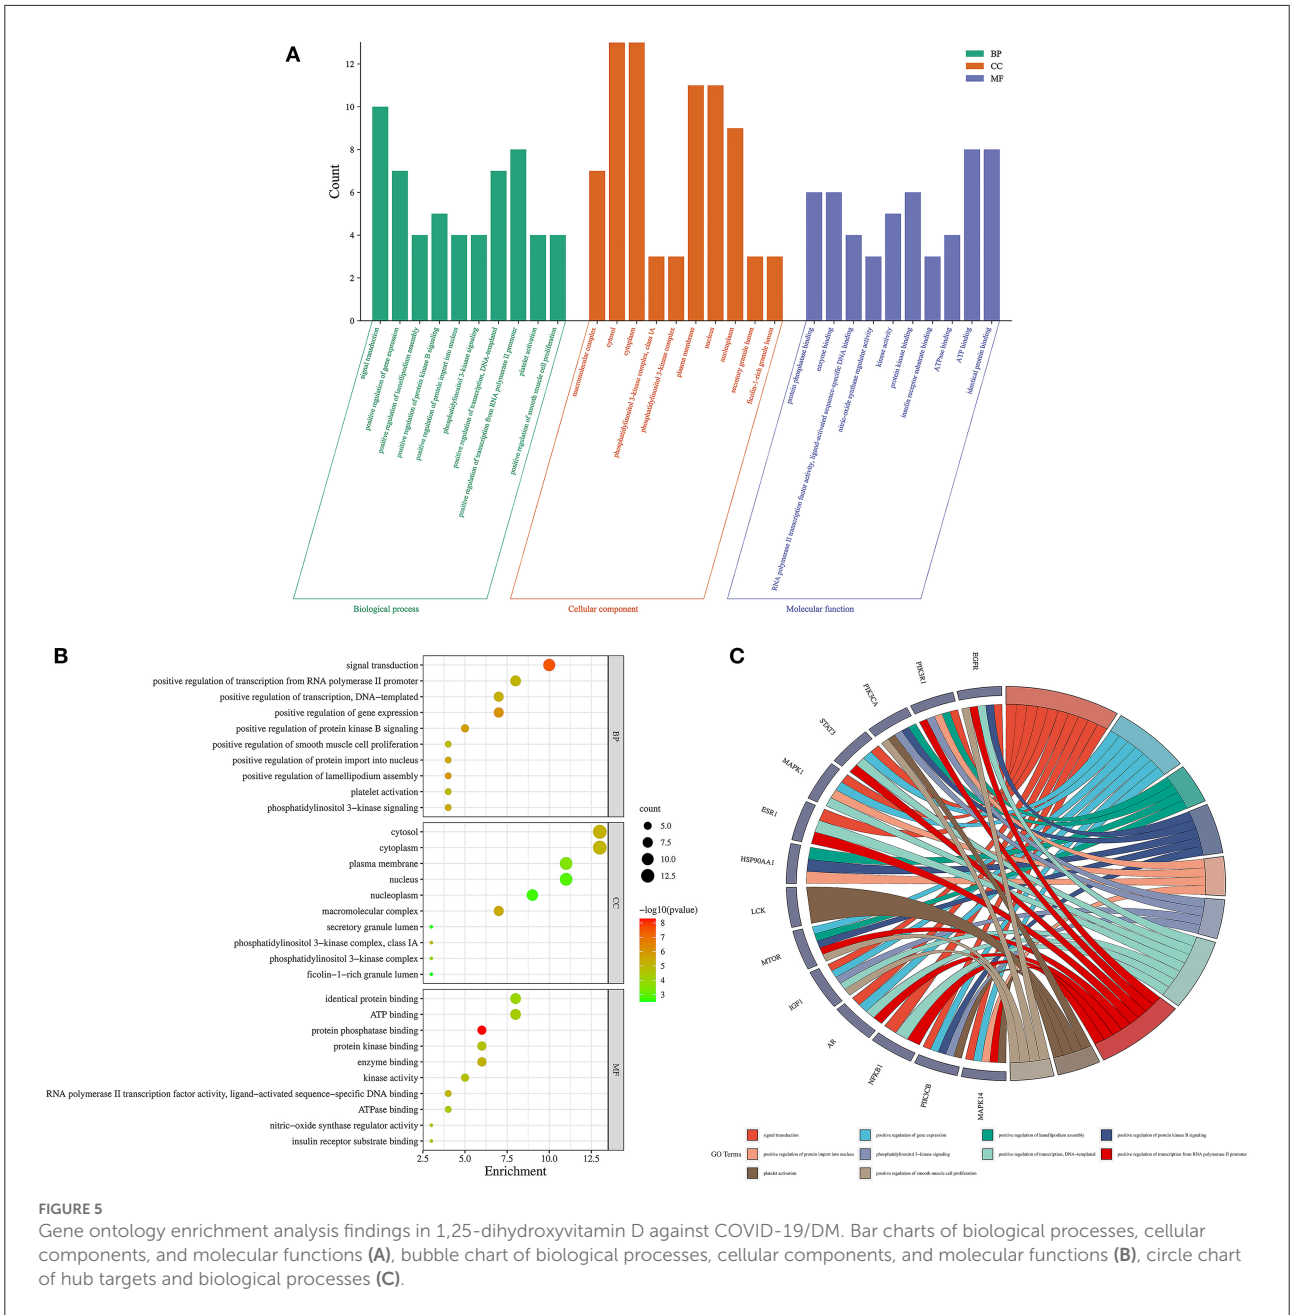 A
BP
CC
MF
Count
12
10
8
6
4
2
0
signal transduction
positive regulation of gene expression
positive regulation of lamellipodium assembly
positive regulation of protein kinase B signaling
positive regulation of protein import into nucleus
phosphatidylinositol 3-kinase signaling
positive regulation of transcription, DNA-templated
positive regulation of transcription from RNA polymerase II promoter
platelet activation
positive regulation of smooth muscle cell proliferation
macromolecular complex
cytosol
cytoplasm
phosphatidylinositol 3-kinase complex, class IA
phosphatidylinositol 3-kinase complex
plasma membrane
nucleus
nucleoplasm
secretory granule lumen
ficolin-1-rich granule lumen
protein phosphatase binding
enzyme binding
RNA polymerase II transcription factor activity, ligand-activated sequence-specific DNA binding
nitric-oxide synthase regulator activity
kinase activity
protein kinase binding
insulin receptor substrate binding
ATPase binding
ATP binding
identical protein binding
Biological process
Cellular component
Molecular function
B
signal transduction
positive regulation of transcription from RNA polymerase II promoter
positive regulation of transcription, DNA−templated
positive regulation of gene expression
positive regulation of protein kinase B signaling
positive regulation of smooth muscle cell proliferation
positive regulation of protein import into nucleus
positive regulation of lamellipodium assembly
platelet activation
phosphatidylinositol 3−kinase signaling
BP
cytosol
cytoplasm
plasma membrane
nucleus
nucleoplasm
macromolecular complex
secretory granule lumen
phosphatidylinositol 3−kinase complex, class IA
phosphatidylinositol 3−kinase complex
ficolin−1−rich granule lumen
CC
identical protein binding
ATP binding
protein phosphatase binding
protein kinase binding
enzyme binding
kinase activity
RNA polymerase II transcription factor activity, ligand−activated sequence−specific DNA binding
ATPase binding
nitric−oxide synthase regulator activity
insulin receptor substrate binding
MF
2.5 5.0 7.5 10.0 12.5
Enrichment
count
5.0
7.5
10.0
12.5
−log10(pvalue)
8
7
6
5
4
3
C
EGFR
PIK3R1
PIK3CA
STAT3
MAPK1
ESR1
HSP90AA1
LCK
MTOR
IGF1
AR
NFKB1
PIK3CB
MAPK14
GO Terms
signal transduction
positive regulation of gene expression
positive regulation of lamellipodium assembly
positive regulation of protein kinase B signaling
positive regulation of protein import into nucleus
phosphatidylinositol 3-kinase signaling
positive regulation of transcription, DNA-templated
positive regulation of transcription from RNA polymerase II promoter
platelet activation
positive regulation of smooth muscle cell proliferation
FIGURE 5
Gene ontology enrichment analysis findings in 1,25-dihydroxyvitamin D against COVID-19/DM. Bar charts of biological processes, cellular
components, and molecular functions (A), bubble chart of biological processes, cellular components, and molecular functions (B), circle chart
of hub targets and biological processes (C).